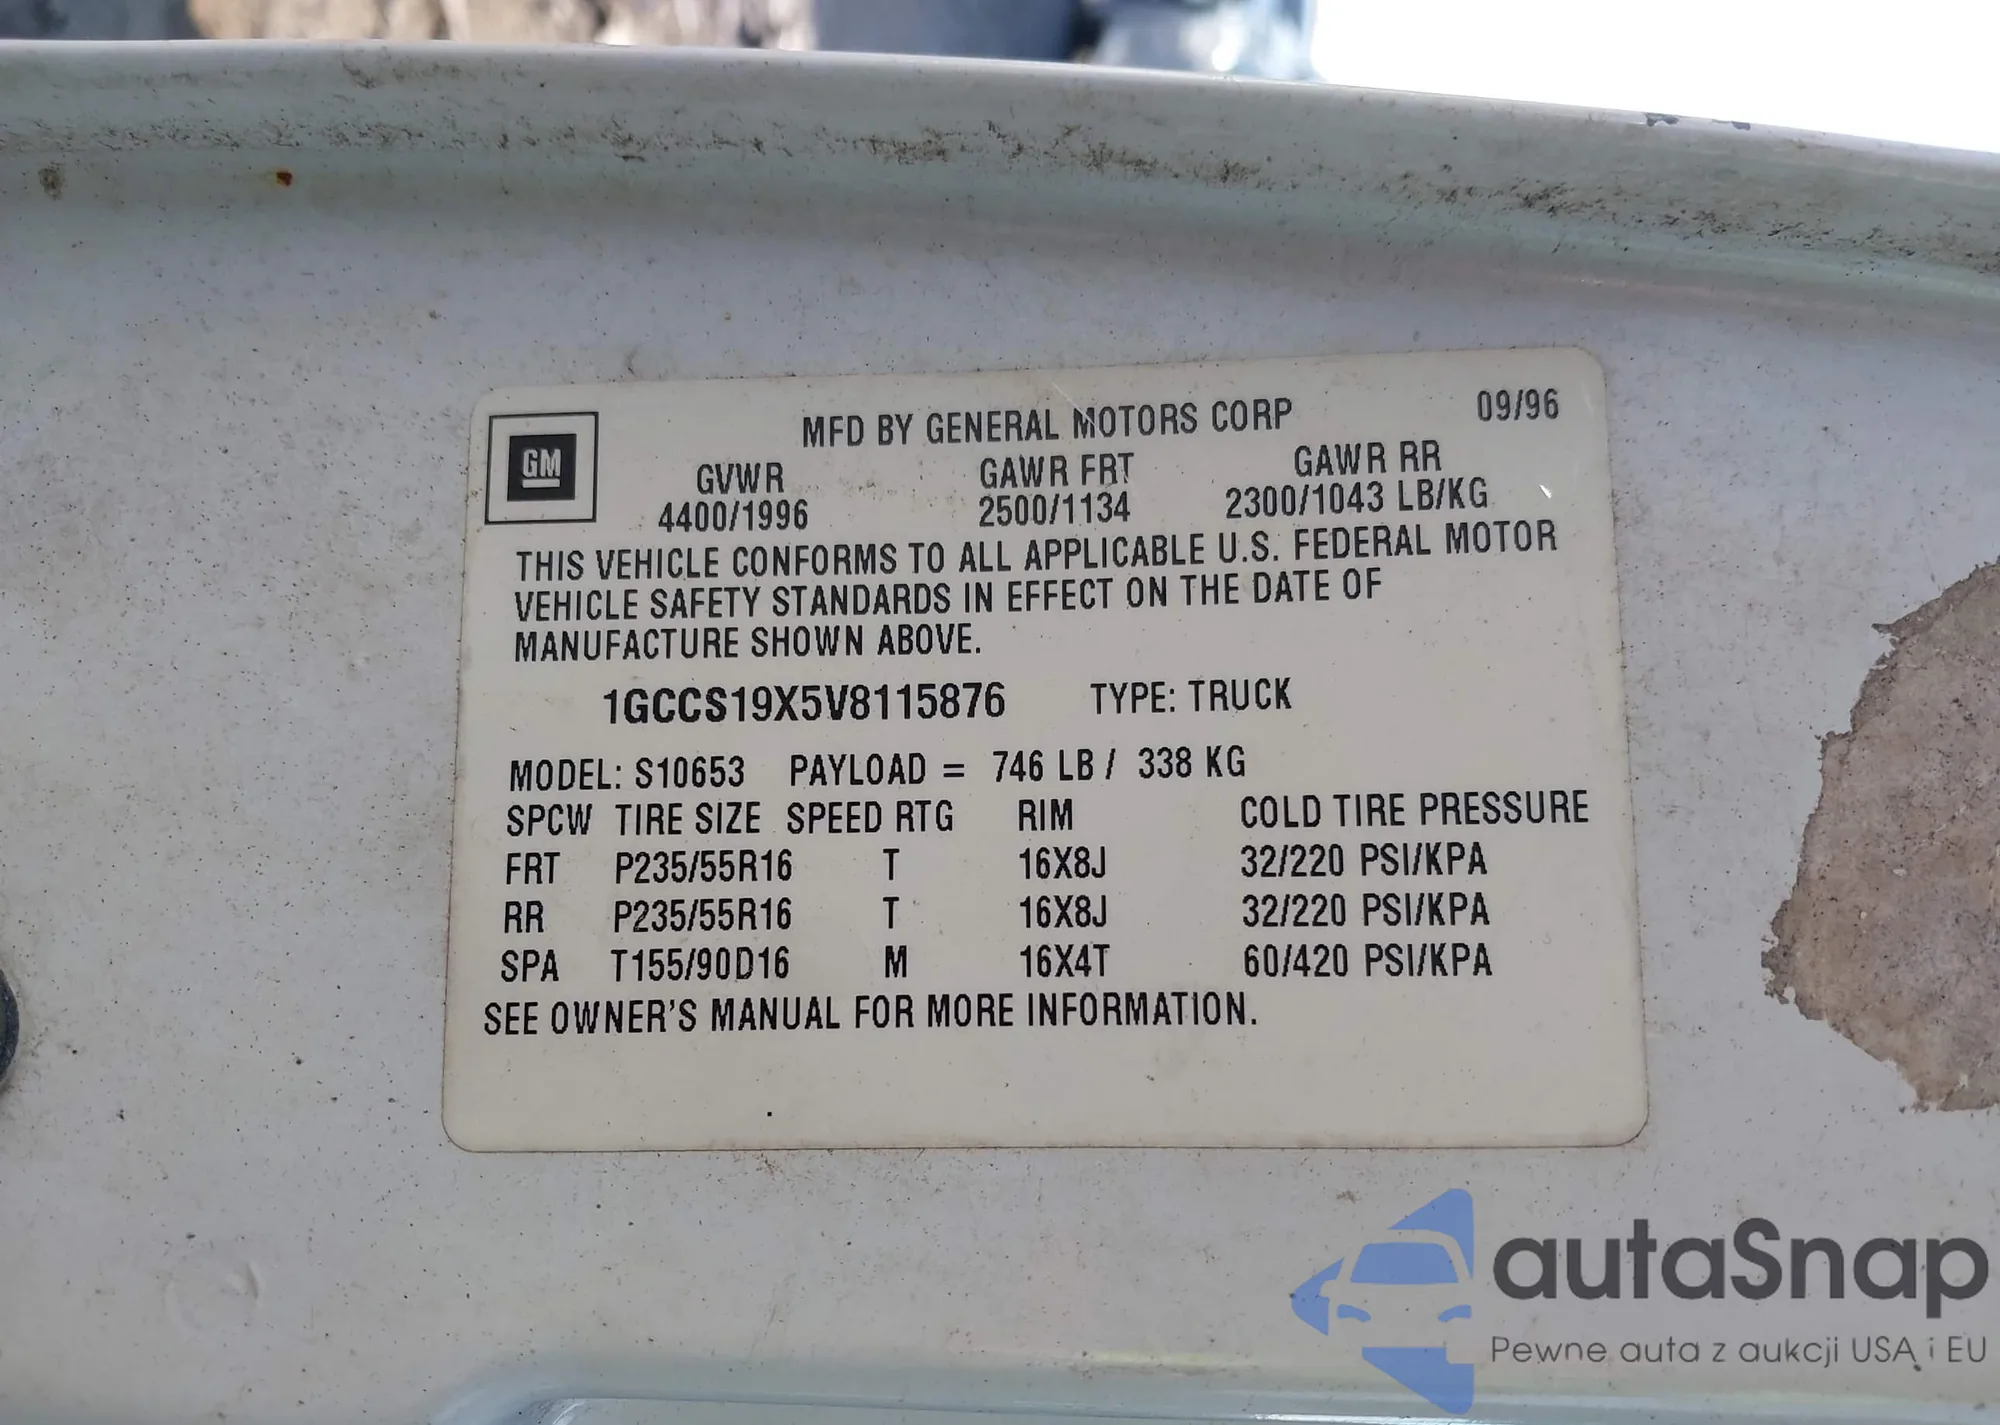 MFD BY GENERAL MOTORS CORP 09/96
GM
GVWR GAWR FRT GAWR RR
4400/1996 2500/1134 2300/1043 LB/KG
THIS VEHICLE CONFORMS TO ALL APPLICABLE U.S. FEDERAL MOTOR
VEHICLE SAFETY STANDARDS IN EFFECT ON THE DATE OF
MANUFACTURE SHOWN ABOVE.
1GCCS19X5V8115876 TYPE: TRUCK
MODEL: S10653 PAYLOAD = 746 LB / 338 KG
SPCW TIRE SIZE SPEED RTG RIM COLD TIRE PRESSURE
FRT P235/55R16 T 16X8J 32/220 PSI/KPA
RR P235/55R16 T 16X8J 32/220 PSI/KPA
SPA T155/90D16 M 16X4T 60/420 PSI/KPA
SEE OWNER'S MANUAL FOR MORE INFORMATION.
autaSnap
Pewne auta z aukcji USA i EU